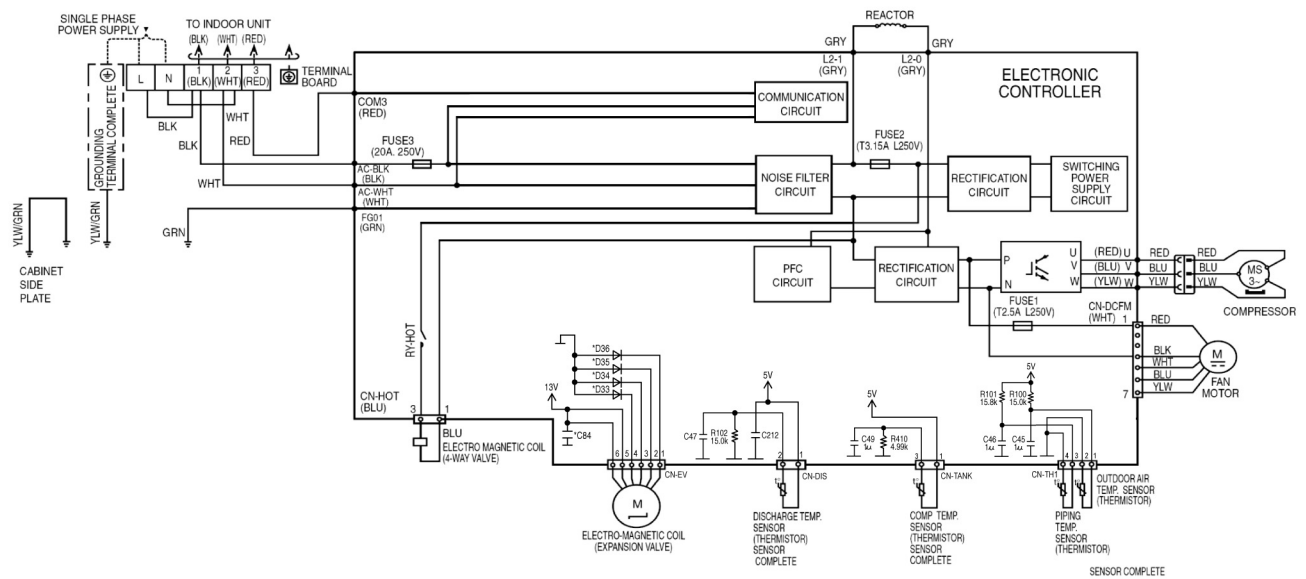 SINGLE PHASE
POWER SUPPLY
TO INDOOR UNIT
(BLK) (WHT) (RED)
L N 1 2 3
(BLK) (WHT) (RED)
TERMINAL
BOARD
GROUNDING
TERMINAL COMPLETE
BLK
WHT
BLK
RED
WHT
YLW/GRN
YLW/GRN
GRN
CABINET
SIDE
PLATE
REACTOR
GRY
GRY
L2-1
(GRY)
L2-0
(GRY)
ELECTRONIC
CONTROLLER
COM3
(RED)
COMMUNICATION
CIRCUIT
FUSE3
(20A. 250V)
FUSE2
(T3.15A L250V)
AC-BLK
(BLK)
AC-WHT
(WHT)
FG01
(GRN)
NOISE FILTER
CIRCUIT
RECTIFICATION
CIRCUIT
SWITCHING
POWER
SUPPLY
CIRCUIT
PFC
CIRCUIT
RECTIFICATION
CIRCUIT
P
N
U
V
W
(RED) U
(BLU) V
(YLW) W
RED
BLU
YLW
RED
BLU
YLW
MS
3~
COMPRESSOR
FUSE1
(T2.5A L250V)
CN-DCFM
(WHT)
1
7
RED
BLK
WHT
BLU
YLW
M
FAN
MOTOR
RY-HOT
CN-HOT
(BLU)
3 1
BLU
ELECTRO MAGNETIC COIL
(4-WAY VALVE)
*D36
*D35
*D34
*D33
13V
*C84
6 5 4 3 2 1
CN-EV
M
ELECTRO-MAGNETIC COIL
(EXPANSION VALVE)
5V
C47
R102
15.0k
C212
2 1
CN-DIS
t°
DISCHARGE TEMP.
SENSOR
(THERMISTOR)
SENSOR
COMPLETE
5V
C49
1u
R410
4.99k
3 1
CN-TANK
t°
COMP TEMP.
SENSOR
(THERMISTOR)
SENSOR
COMPLETE
5V
R101
15.8k
R100
15.0k
C46
1u
C45
1u
CN-TH1
4 3 2 1
t° t°
OUTDOOR AIR
TEMP. SENSOR
(THERMISTOR)
PIPING
TEMP.
SENSOR
(THERMISTOR)
SENSOR COMPLETE